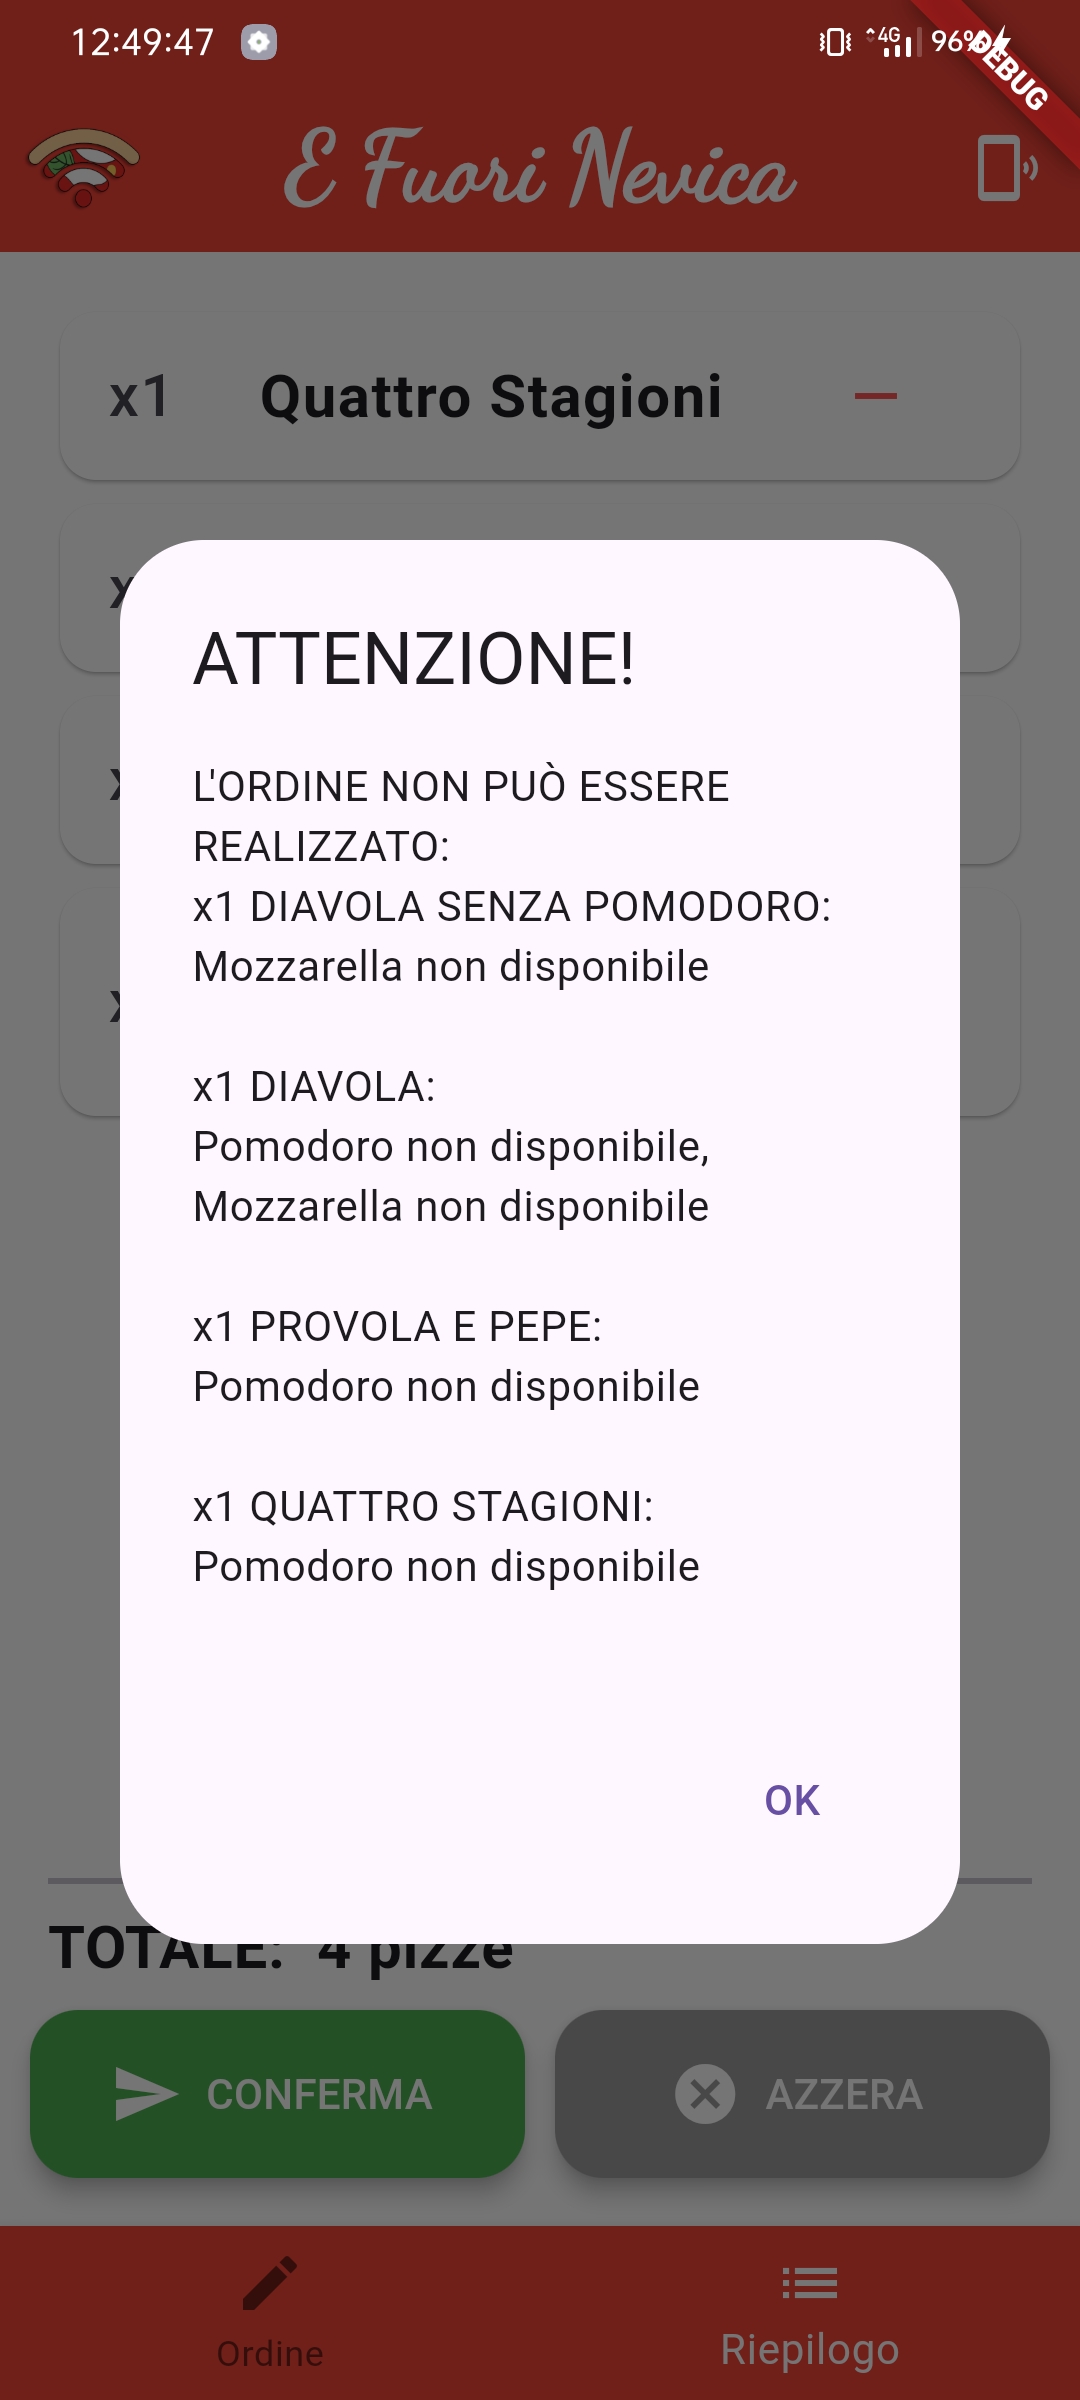 12:49:47
4G
96%
DEBUG
E Fuori Nevica
x1 Quattro Stagioni
ATTENZIONE!
L'ORDINE NON PUÒ ESSERE
REALIZZATO:
x1 DIAVOLA SENZA POMODORO:
Mozzarella non disponibile
x1 DIAVOLA:
Pomodoro non disponibile,
Mozzarella non disponibile
x1 PROVOLA E PEPE:
Pomodoro non disponibile
x1 QUATTRO STAGIONI:
Pomodoro non disponibile
OK
TOTALE: 4 pizze
CONFERMA
AZZERA
Ordine
Riepilogo